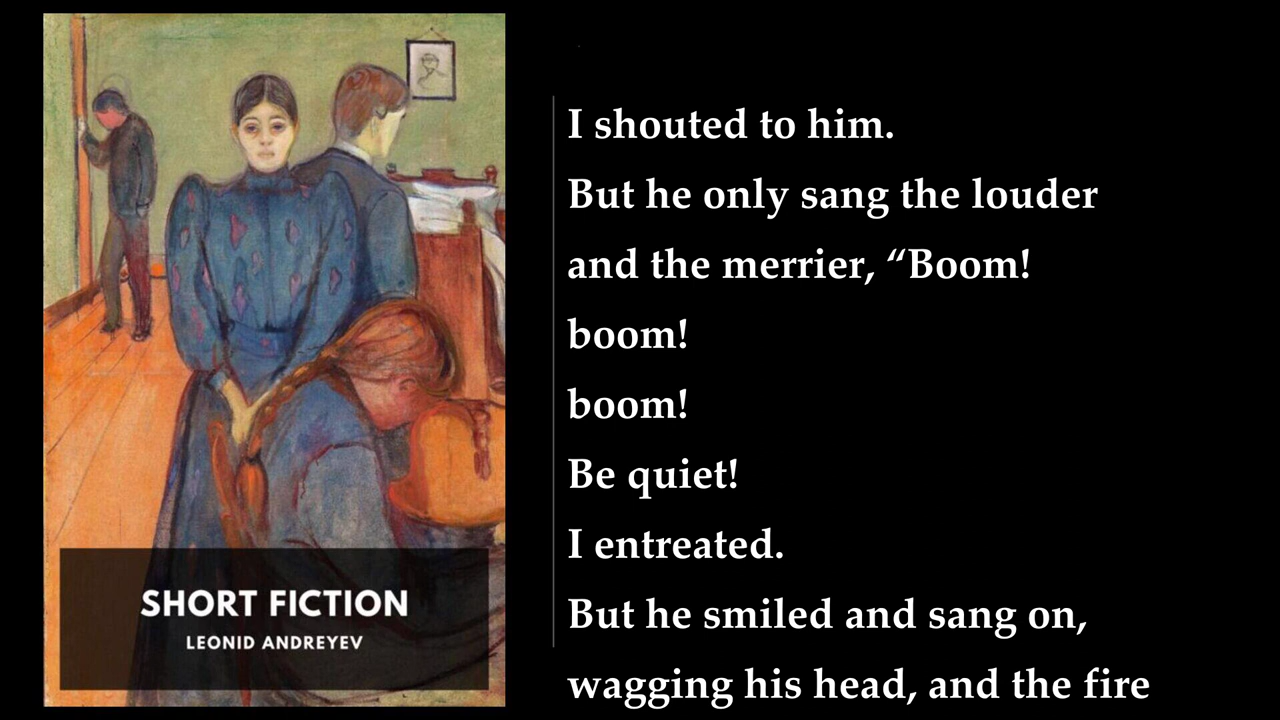 SHORT FICTION
LEONID ANDREYEV
I shouted to him.
But he only sang the louder
and the merrier, “Boom!
boom!
boom!
Be quiet!
I entreated.
But he smiled and sang on,
wagging his head, and the fire